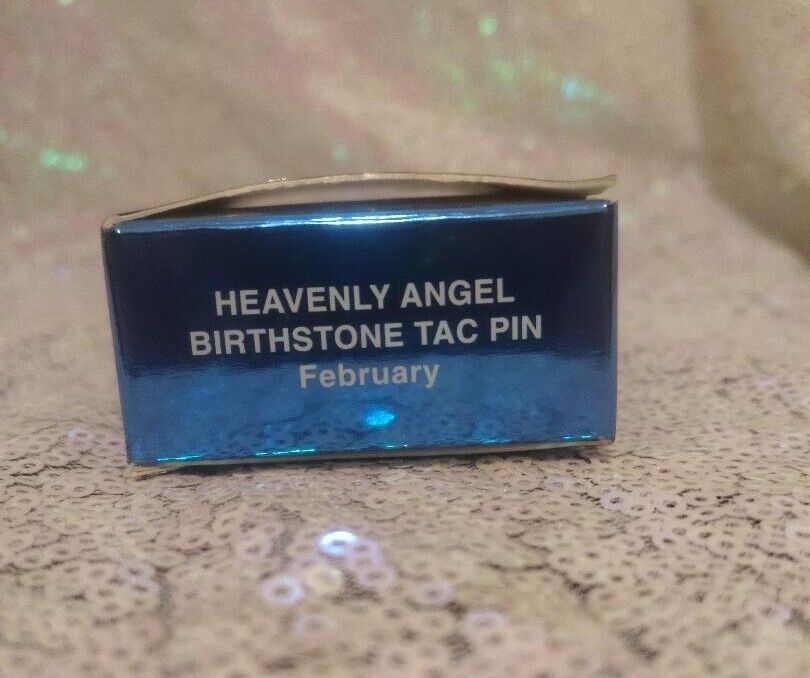 HEAVENLY ANGEL
BIRTHSTONE TAC PIN
February